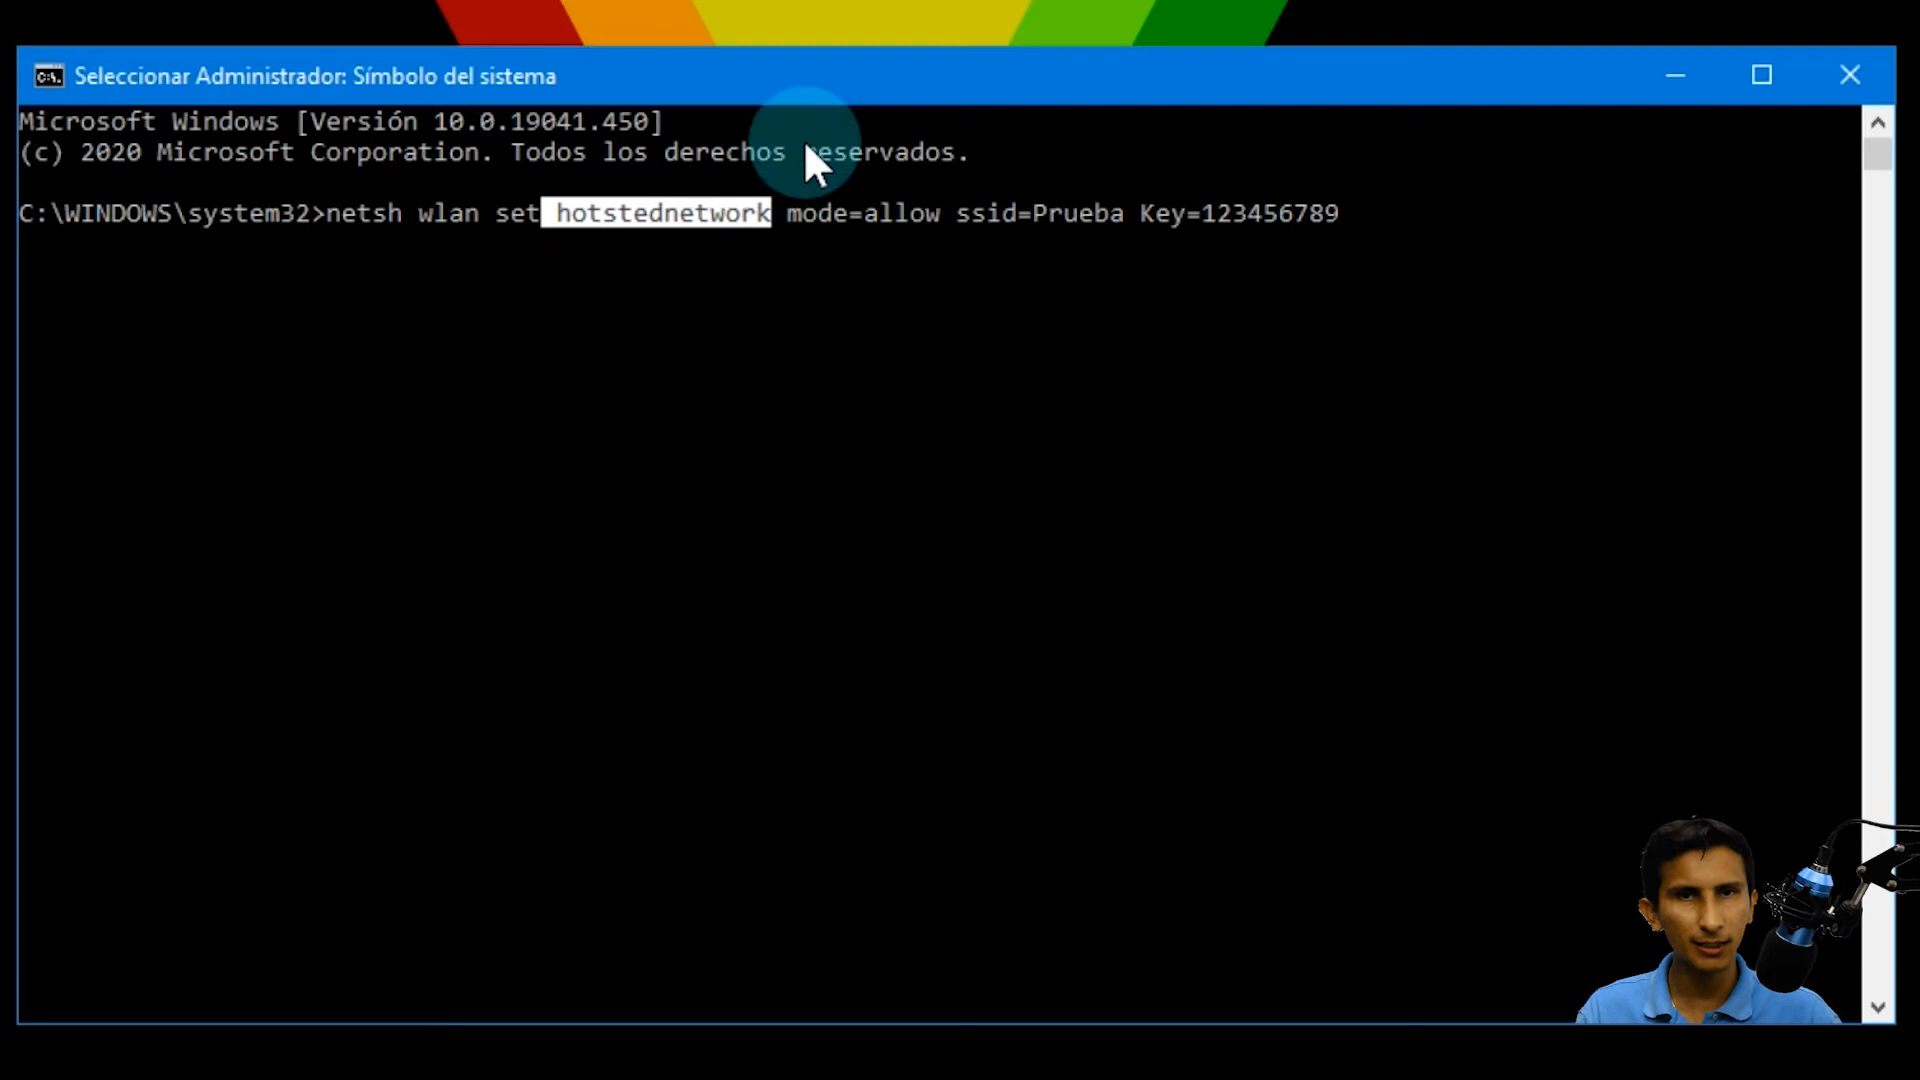 Seleccionar Administrador: Símbolo del sistema
Microsoft Windows [Versión 10.0.19041.450]
(c) 2020 Microsoft Corporation. Todos los derechos reservados.
C:\WINDOWS\system32>netsh wlan set hotstednetwork mode=allow ssid=Prueba Key=123456789